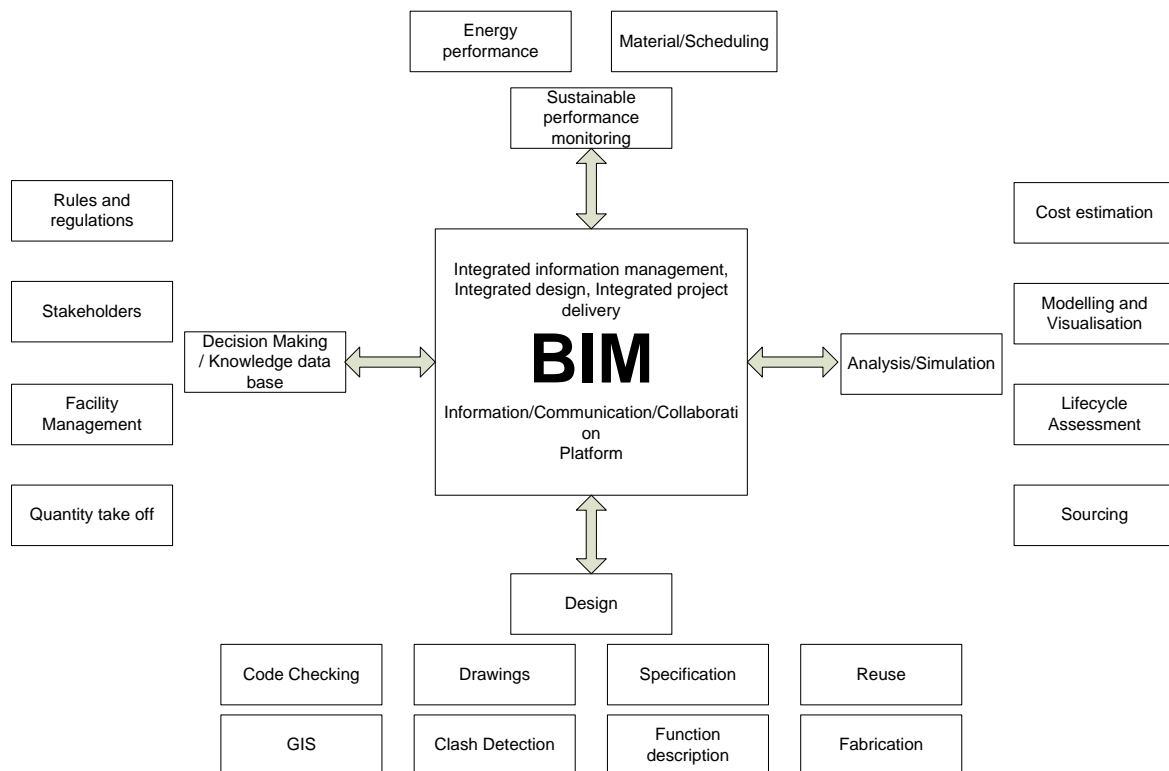 Energy
performance
Material/Scheduling
Sustainable
performance
monitoring
Rules and
regulations
Stakeholders
Decision Making
/ Knowledge data
base
Facility
Management
Quantity take off
Integrated information management,
Integrated design, Integrated project
delivery
BIM
Information/Communication/Collaborati
on
Platform
Analysis/Simulation
Cost estimation
Modelling and
Visualisation
Lifecycle
Assessment
Sourcing
Design
Code Checking
Drawings
Specification
Reuse
GIS
Clash Detection
Function
description
Fabrication